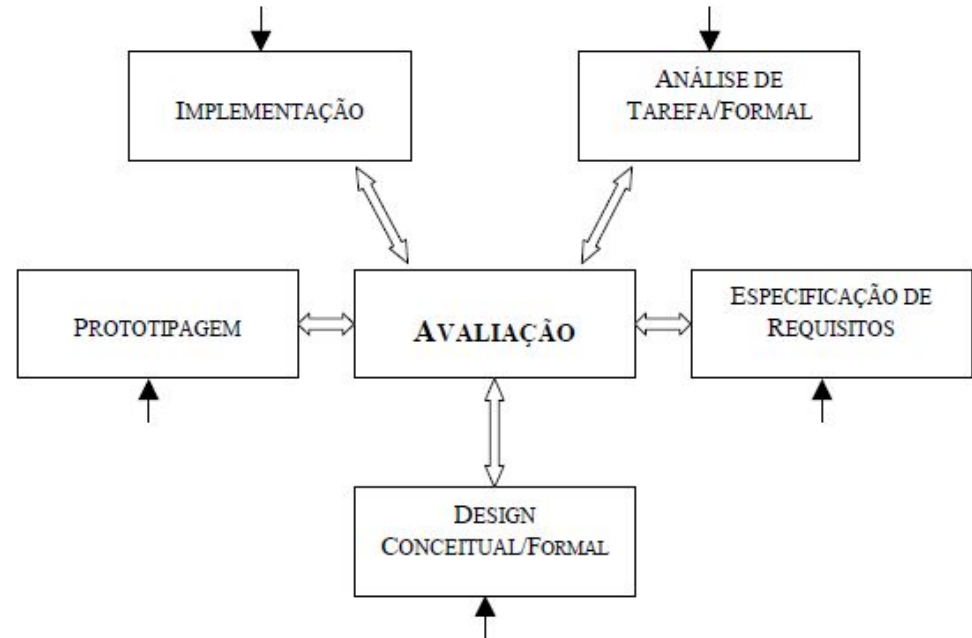 IMPLEMENTAÇÃO
ANÁLISE DE
TAREFA/FORMAL
PROTOTIPAGEM
AVALIAÇÃO
ESPECIFICAÇÃO DE
REQUISITOS
DESIGN
CONCEITUAL/FORMAL